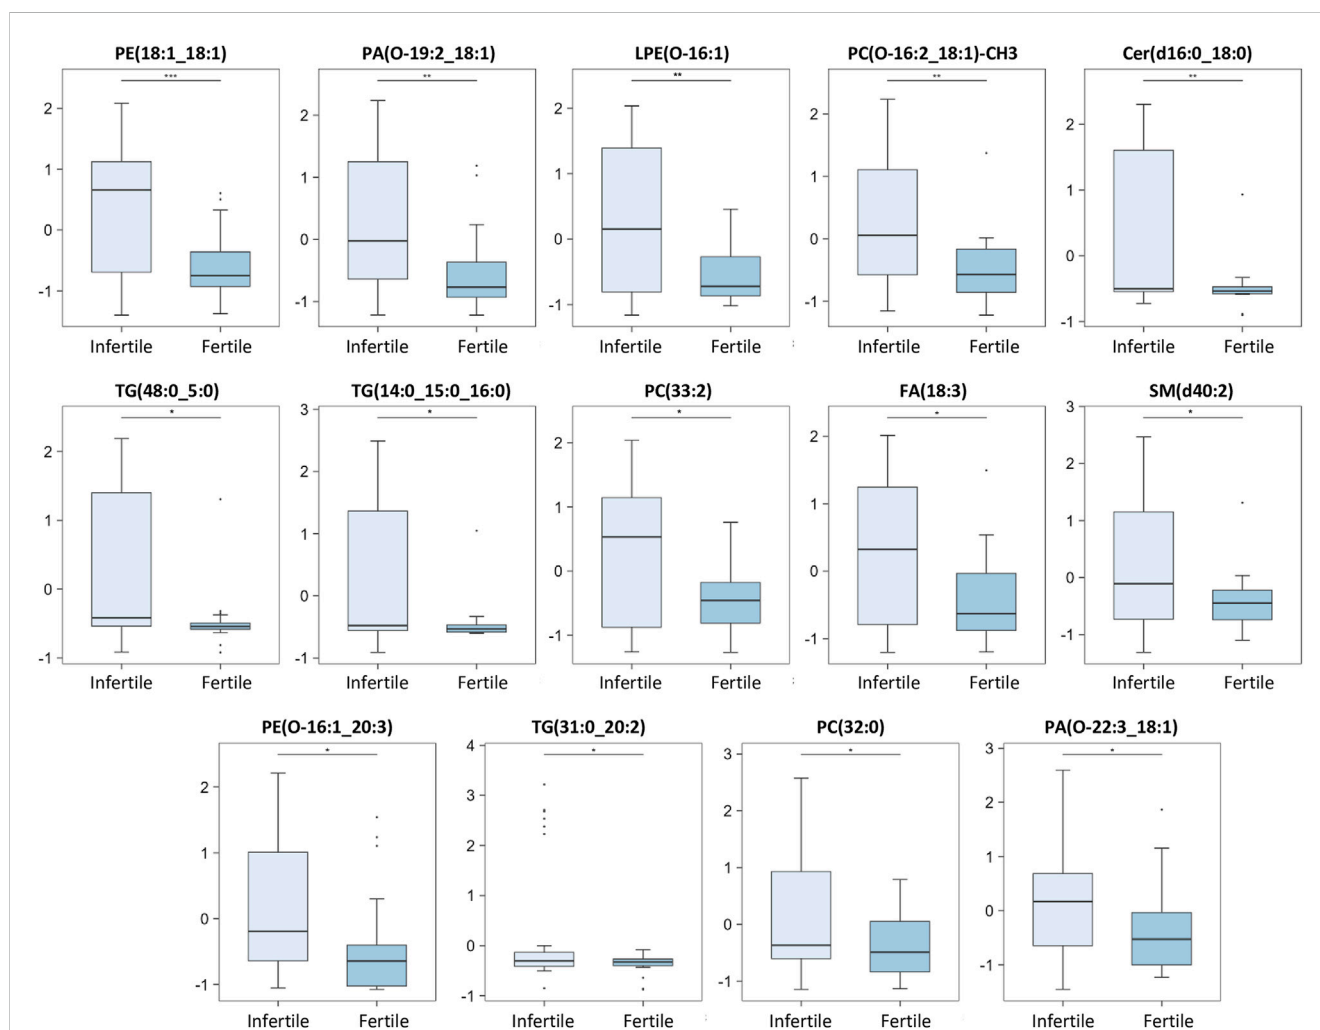 PE(18:1_18:1) PA(O-19:2_18:1) LPE(O-16:1) PC(O-16:2_18:1)-CH3 Cer(d16:0_18:0)
*** ** ** ** **
2 2 2 2 2
1 1 1 1 1
0 0 0 0 0
-1 -1 -1 -1 -1
Infertile Fertile Infertile Fertile Infertile Fertile Infertile Fertile Infertile Fertile
TG(48:0_5:0) TG(14:0_15:0_16:0) PC(33:2) FA(18:3) SM(d40:2)
* * * * *
3 3
2 2 2 2 2
1 1 1 1 1
0 0 0 0 0
-1 -1 -1 -1 -1
Infertile Fertile Infertile Fertile Infertile Fertile Infertile Fertile Infertile Fertile
PE(O-16:1_20:3) TG(31:0_20:2) PC(32:0) PA(O-22:3_18:1)
* * * *
4
3 3 3
2 2 2 2
1 1 1 1
0 0 0 0
-1 -1 -1 -1
Infertile Fertile Infertile Fertile Infertile Fertile Infertile Fertile